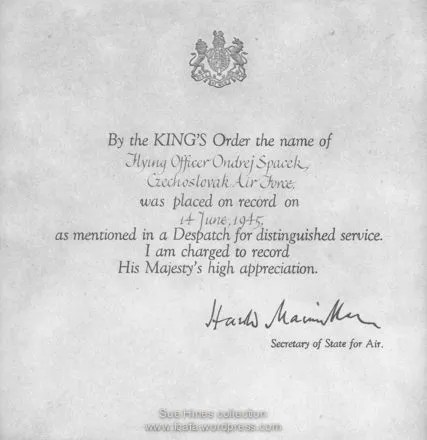 By the KING'S Order the name of
Flying Officer Ondrej Spacek,
Czechoslovak Air Force,
was placed on record on
14 June, 1945,
as mentioned in a Despatch for distinguished service.
I am charged to record
His Majesty's high appreciation.
Harold Macmillan
Secretary of State for Air.
Sue Hines collection
www.fcafa.wordpress.com